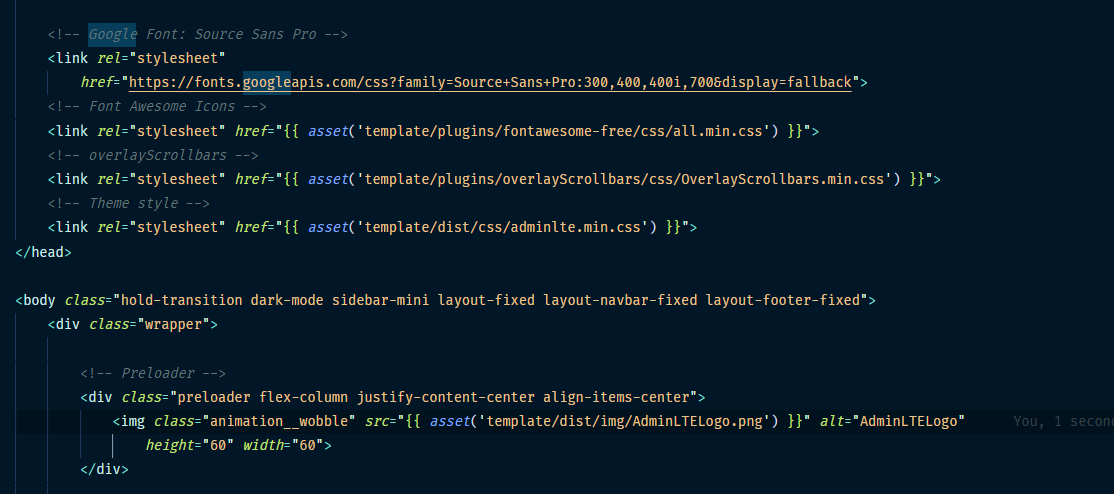 <!-- Google Font: Source Sans Pro -->
<link rel="stylesheet"
href="https://fonts.googleapis.com/css?family=Source+Sans+Pro:300,400,400i,700&display=fallback">
<!-- Font Awesome Icons -->
<link rel="stylesheet" href="{{ asset('template/plugins/fontawesome-free/css/all.min.css') }}">
<!-- overlayScrollbars -->
<link rel="stylesheet" href="{{ asset('template/plugins/overlayScrollbars/css/OverlayScrollbars.min.css') }}">
<!-- Theme style -->
<link rel="stylesheet" href="{{ asset('template/dist/css/adminlte.min.css') }}">
</head>
<body class="hold-transition dark-mode sidebar-mini layout-fixed layout-navbar-fixed layout-footer-fixed">
<div class="wrapper">
<!-- Preloader -->
<div class="preloader flex-column justify-content-center align-items-center">
<img class="animation__wobble" src="{{ asset('template/dist/img/AdminLTELogo.png') }}" alt="AdminLTELogo" You, 1 second
height="60" width="60">
</div>